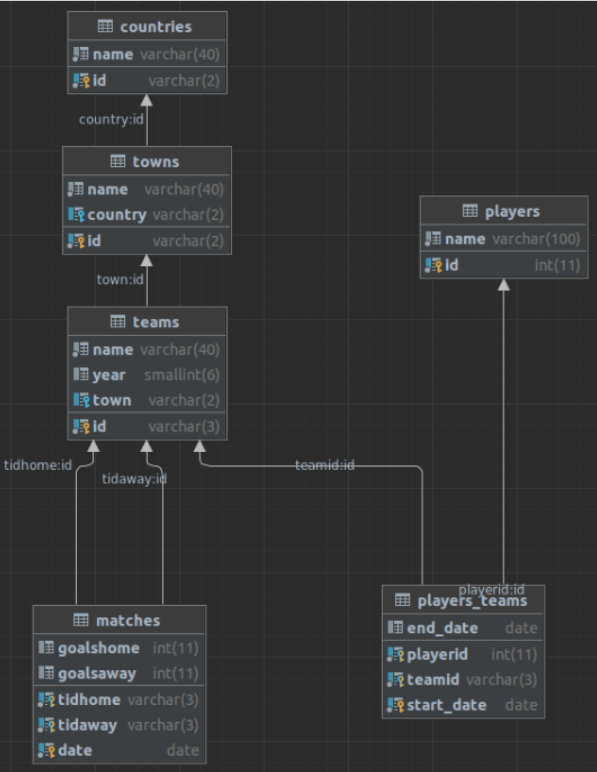 countries
name varchar(40)
id varchar(2)
country:id
towns
name varchar(40)
country varchar(2)
id varchar(2)
town:id
teams
name varchar(40)
year smallint(6)
town varchar(2)
id varchar(3)
players
name varchar(100)
id int(11)
tidhome:id
tidaway:id
teamid:id
matches
goalshome int(11)
goalsaway int(11)
tidhome varchar(3)
tidaway varchar(3)
date date
playerid:id
players_teams
end_date date
playerid int(11)
teamid varchar(3)
start_date date